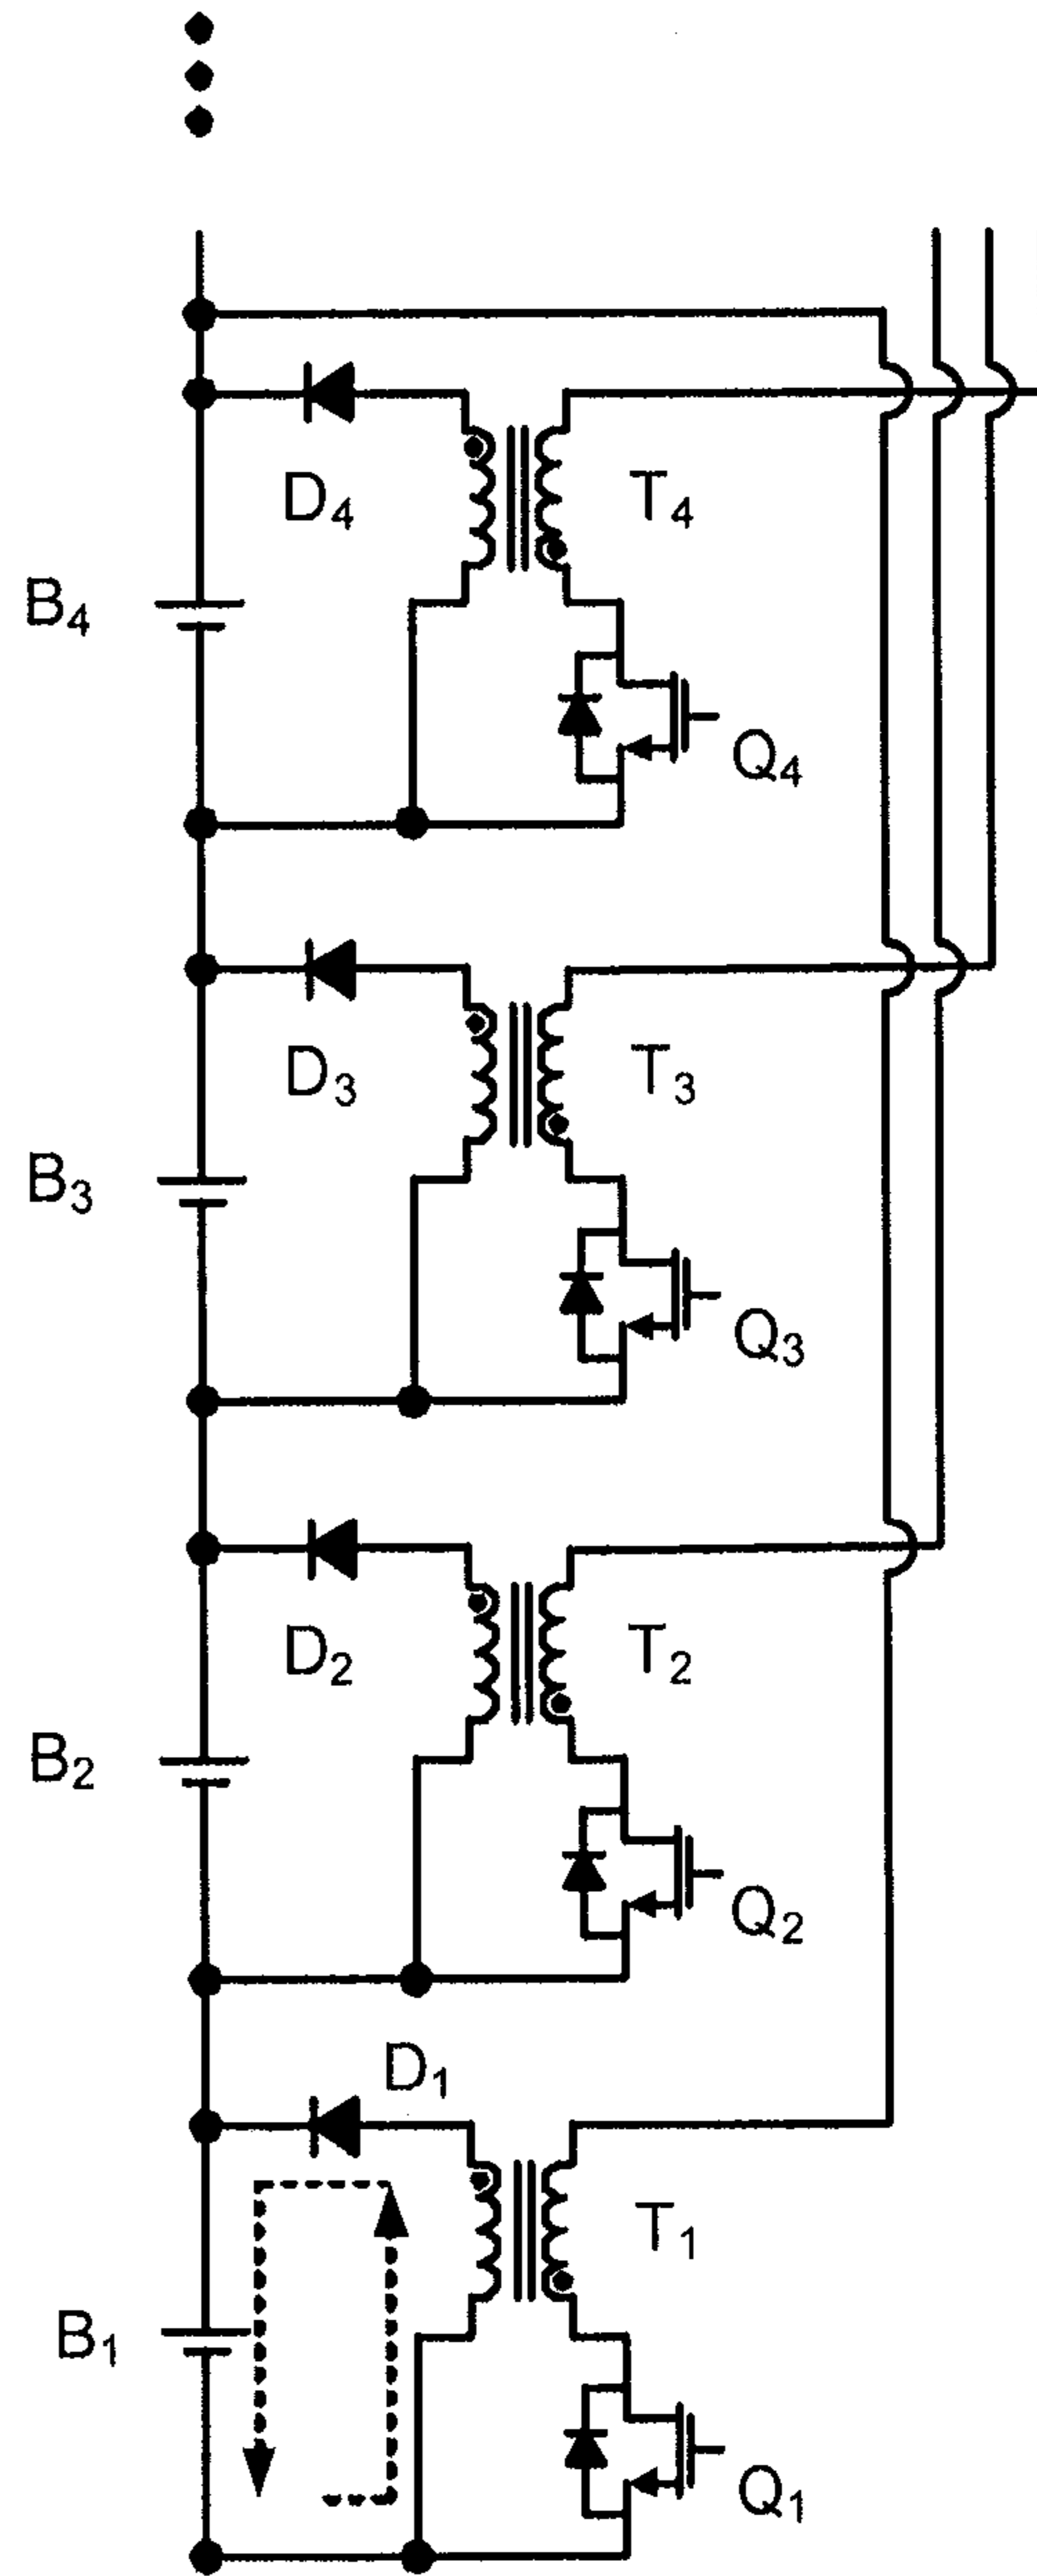 D₄
T₄
B₄
Q₄
D₃
T₃
B₃
Q₃
D₂
T₂
B₂
Q₂
D₁
T₁
B₁
Q₁